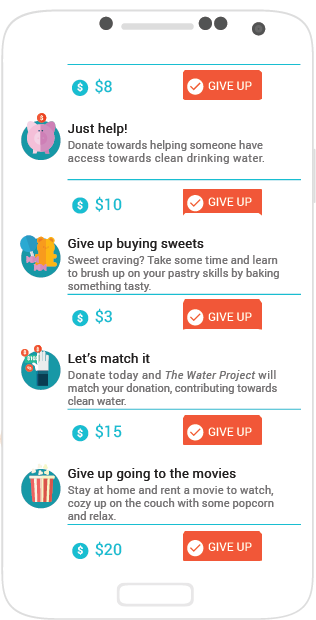 $ $8 GIVE UP
Just help!
Donate towards helping someone have
access towards clean drinking water.
$ $10 GIVE UP
Give up buying sweets
Sweet craving? Take some time and learn
to brush up on your pastry skills by baking
something tasty.
$ $3 GIVE UP
Let's match it
Donate today and The Water Project will
match your donation, contributing towards
clean water.
$ $15 GIVE UP
Give up going to the movies
Stay at home and rent a movie to watch,
cozy up on the couch with some popcorn
and relax.
$ $20 GIVE UP